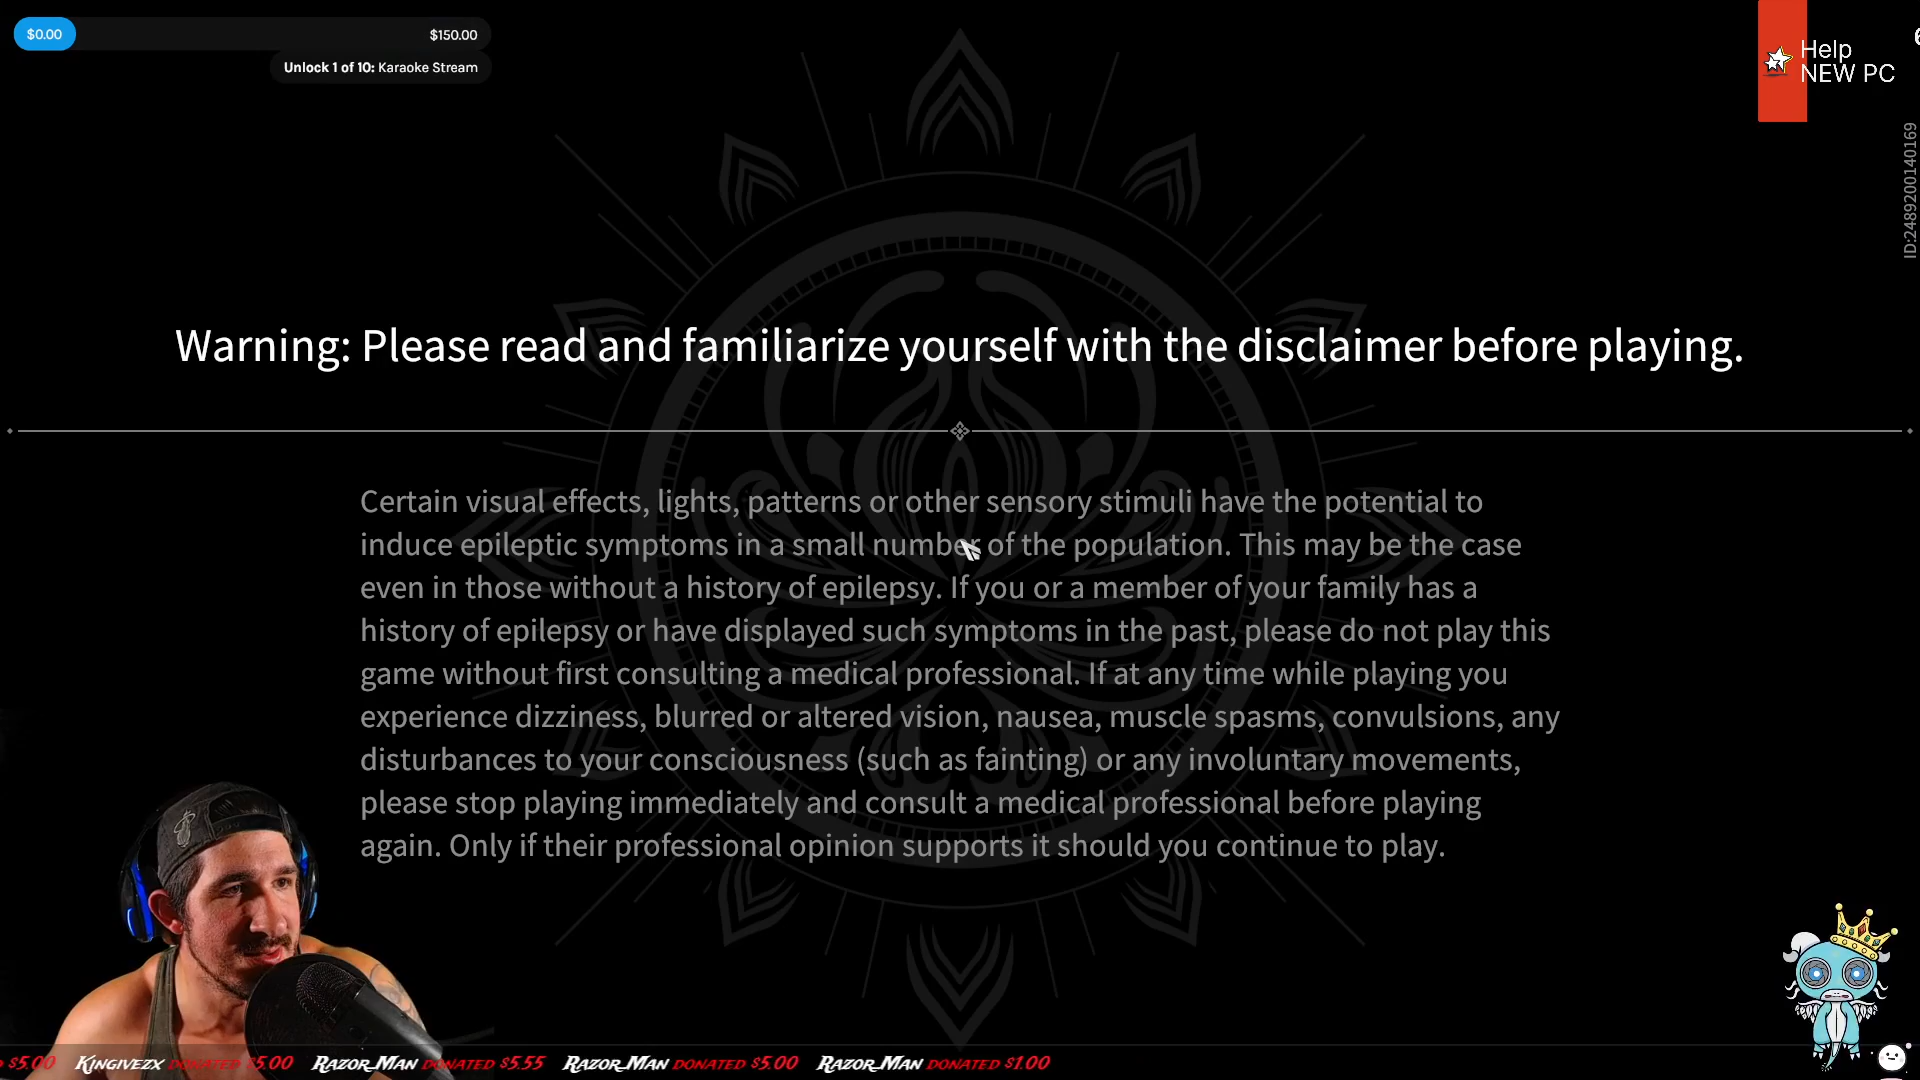 $0.00
$150.00
Unlock 1 of 10: Karaoke Stream
Help
NEW PC
ID:2489200140169
Warning: Please read and familiarize yourself with the disclaimer before playing.
Certain visual effects, lights, patterns or other sensory stimuli have the potential to
induce epileptic symptoms in a small number of the population. This may be the case
even in those without a history of epilepsy. If you or a member of your family has a
history of epilepsy or have displayed such symptoms in the past, please do not play this
game without first consulting a medical professional. If at any time while playing you
experience dizziness, blurred or altered vision, nausea, muscle spasms, convulsions, any
disturbances to your consciousness (such as fainting) or any involuntary movements,
please stop playing immediately and consult a medical professional before playing
again. Only if their professional opinion supports it should you continue to play.
$5.00 Kingivezx donated $5.00 Razor_Man donated $5.55 Razor_Man donated $5.00 Razor_Man donated $1.00